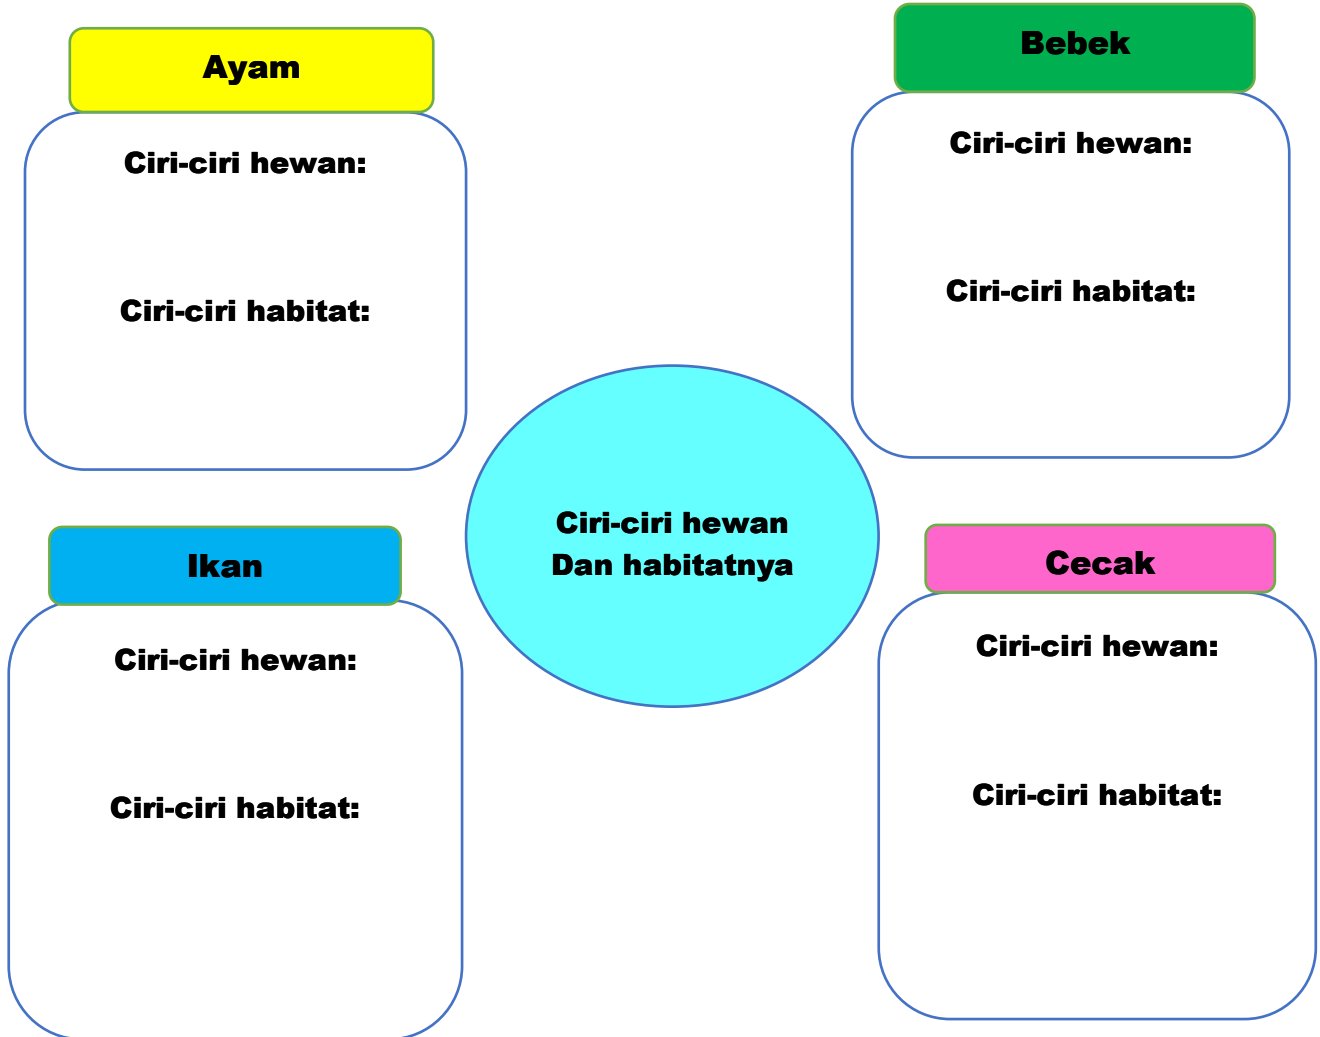 Ayam
Ciri-ciri hewan:
Ciri-ciri habitat:
Bebek
Ciri-ciri hewan:
Ciri-ciri habitat:
Ciri-ciri hewan
Dan habitatnya
Ikan
Ciri-ciri hewan:
Ciri-ciri habitat:
Cecak
Ciri-ciri hewan:
Ciri-ciri habitat: